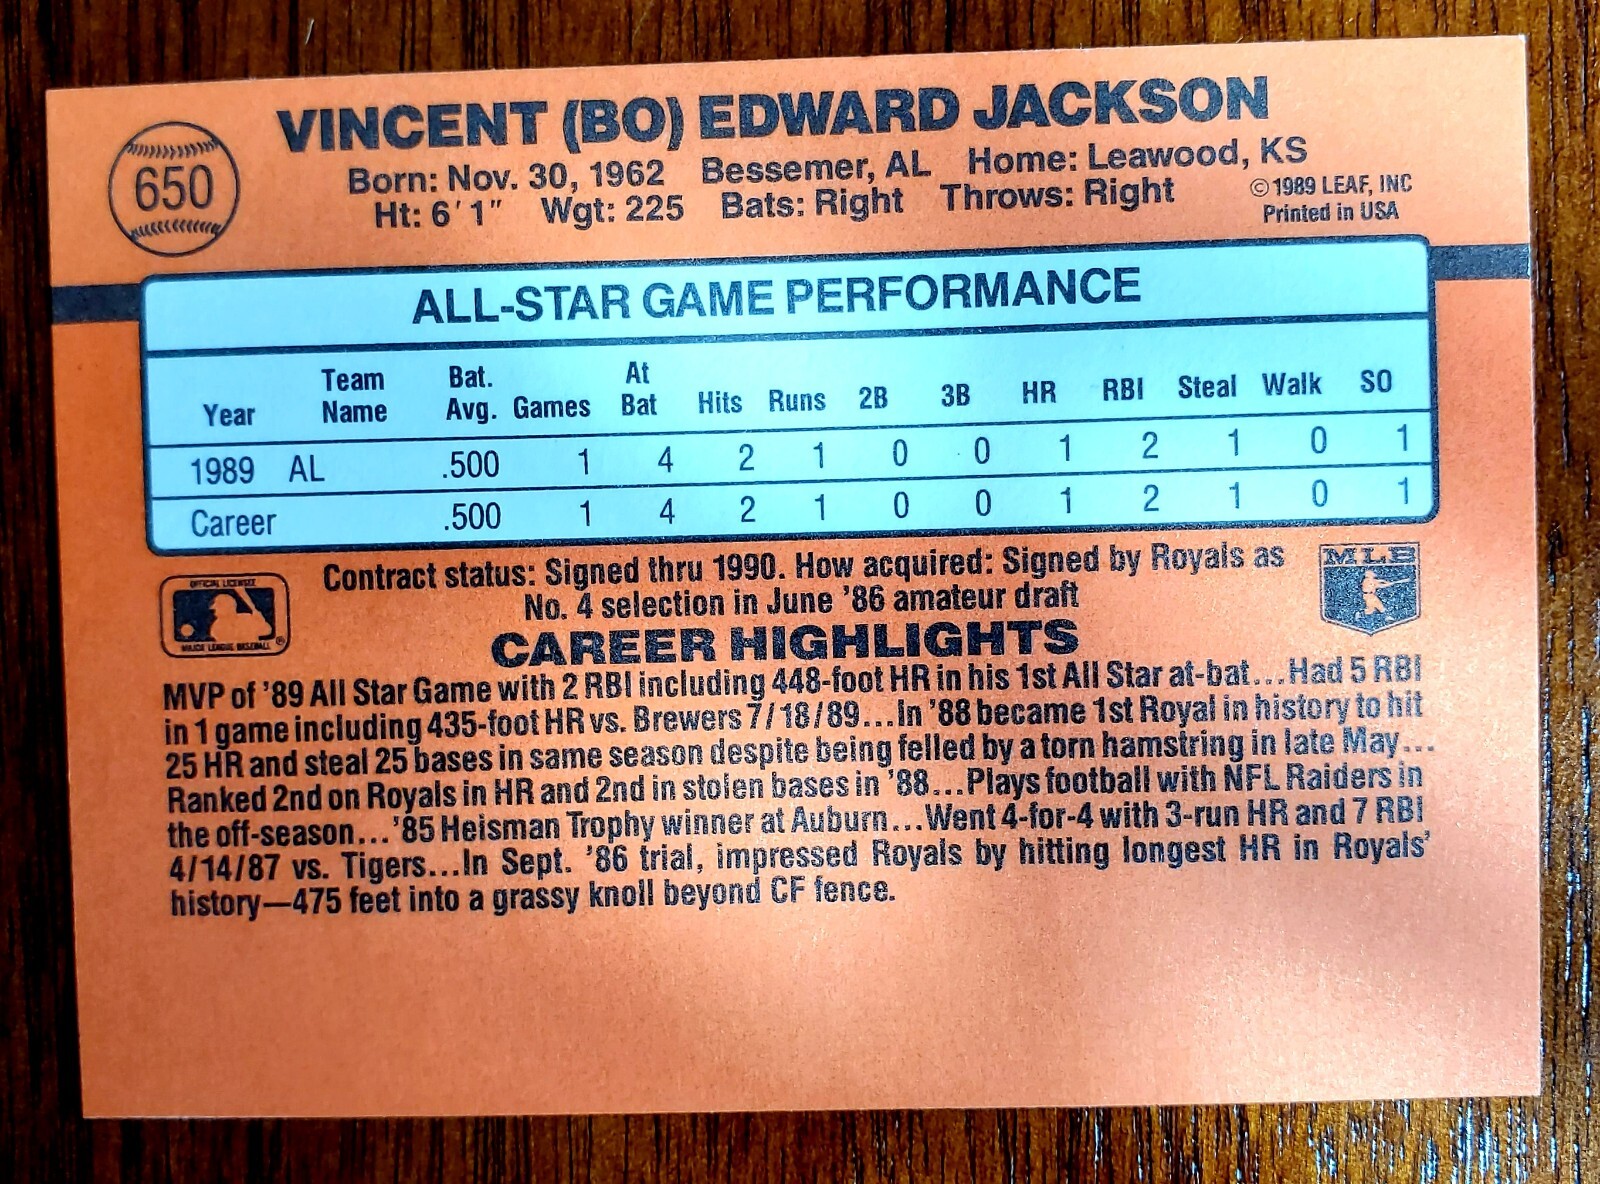 650
VINCENT (BO) EDWARD JACKSON
Born: Nov. 30, 1962 Bessemer, AL Home: Leawood, KS
Ht: 6'1" Wgt: 225 Bats: Right Throws: Right
©1989 LEAF, INC
Printed in USA
ALL-STAR GAME PERFORMANCE
Year Team Name Bat. Avg. Games At Bat Hits Runs 2B 3B HR RBI Steal Walk SO
1989 AL .500 1 4 2 1 0 0 1 2 1 0 1
Career .500 1 4 2 1 0 0 1 2 1 0 1
Contract status: Signed thru 1990. How acquired: Signed by Royals as
No. 4 selection in June '86 amateur draft
OFFICIAL LICENSEE
MAJOR LEAGUE BASEBALL
®
MLB
CAREER HIGHLIGHTS
MVP of '89 All Star Game with 2 RBI including 448-foot HR in his 1st All Star at-bat...Had 5 RBI
in 1 game including 435-foot HR vs. Brewers 7/18/89...In '88 became 1st Royal in history to hit
25 HR and steal 25 bases in same season despite being felled by a torn hamstring in late May...
Ranked 2nd on Royals in HR and 2nd in stolen bases in '88...Plays football with NFL Raiders in
the off-season...'85 Heisman Trophy winner at Auburn...Went 4-for-4 with 3-run HR and 7 RBI
4/14/87 vs. Tigers...In Sept. '86 trial, impressed Royals by hitting longest HR in Royals'
history—475 feet into a grassy knoll beyond CF fence.